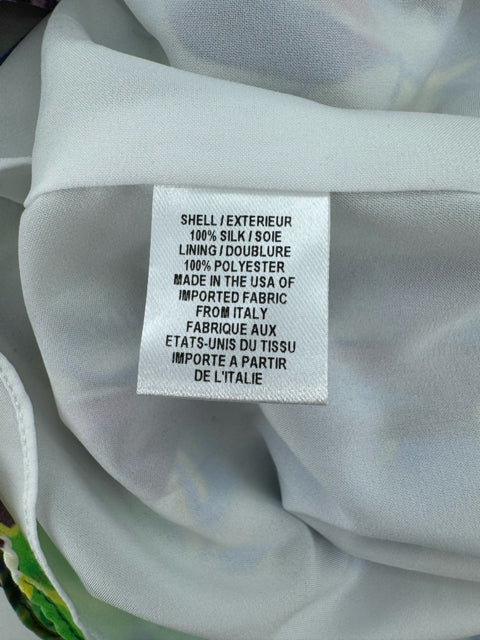 SHELL / EXTERIEUR
100% SILK / SOIE
LINING / DOUBLURE
100% POLYESTER
MADE IN THE USA OF
IMPORTED FABRIC
FROM ITALY
FABRIQUE AUX
ETATS-UNIS DU TISSU
IMPORTE A PARTIR
DE L'ITALIE